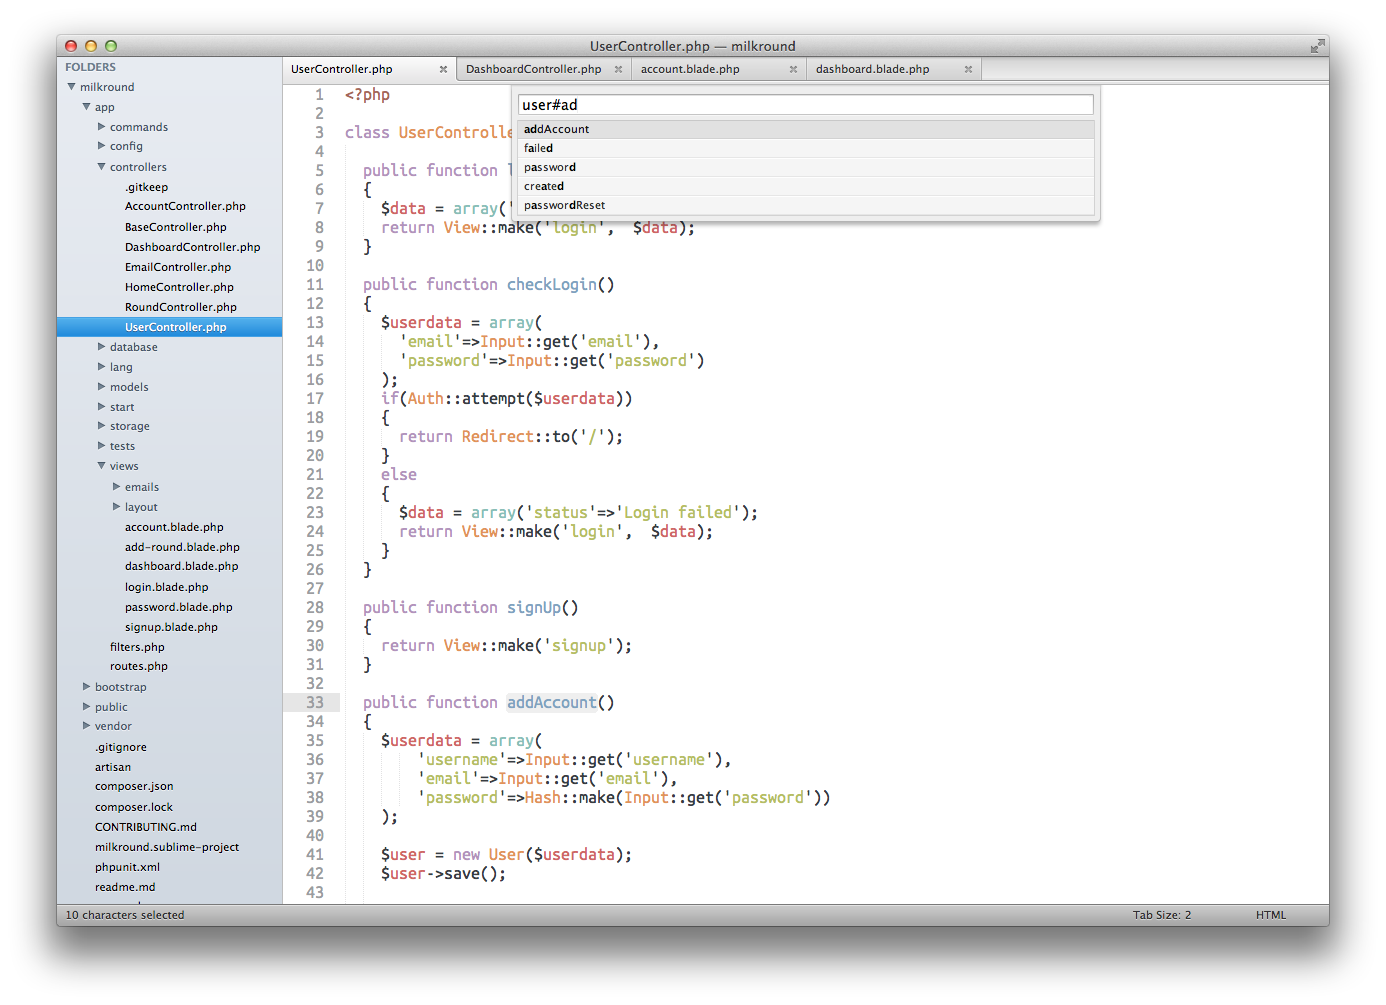 UserController.php — milkround
FOLDERS
milkround
app
commands
config
controllers
.gitkeep
AccountController.php
BaseController.php
DashboardController.php
EmailController.php
HomeController.php
RoundController.php
UserController.php
database
lang
models
start
storage
tests
views
emails
layout
account.blade.php
add-round.blade.php
dashboard.blade.php
login.blade.php
password.blade.php
signup.blade.php
filters.php
routes.php
bootstrap
public
vendor
.gitignore
artisan
composer.json
composer.lock
CONTRIBUTING.md
milkround.sublime-project
phpunit.xml
readme.md
UserController.php DashboardController.php account.blade.php dashboard.blade.php
user#ad
addAccount
failed
password
created
passwordReset
1 <?php
2
3 class UserControlle
4
5 public function l
6 {
7 $data = array('
8 return View::make('login', $data);
9 }
10
11 public function checkLogin()
12 {
13 $userdata = array(
14 'email'=>Input::get('email'),
15 'password'=>Input::get('password')
16 );
17 if(Auth::attempt($userdata))
18 {
19 return Redirect::to('/');
20 }
21 else
22 {
23 $data = array('status'=>'Login failed');
24 return View::make('login', $data);
25 }
26 }
27
28 public function signUp()
29 {
30 return View::make('signup');
31 }
32
33 public function addAccount()
34 {
35 $userdata = array(
36 'username'=>Input::get('username'),
37 'email'=>Input::get('email'),
38 'password'=>Hash::make(Input::get('password'))
39 );
40
41 $user = new User($userdata);
42 $user->save();
43
10 characters selected
Tab Size: 2
HTML